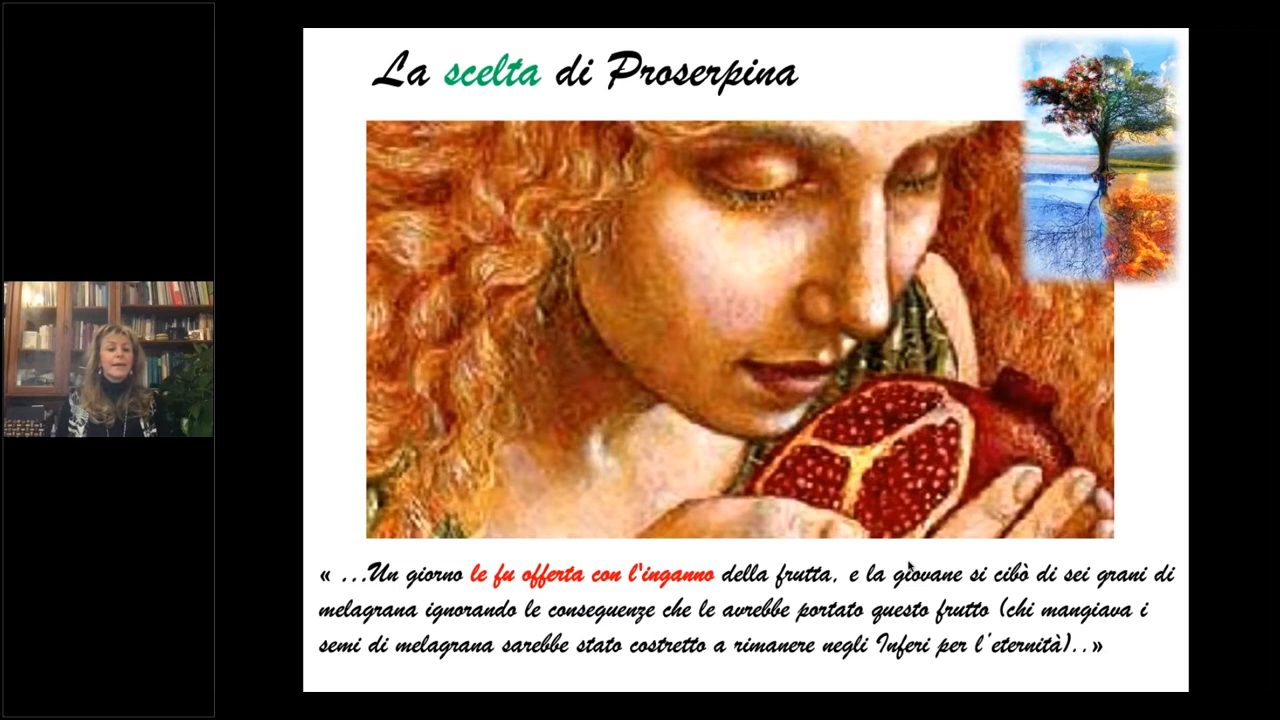 La scelta di Proserpina
« ...Un giorno le fu offerta con l'inganno della frutta, e la giovane si cibò di sei grani di
melagrana ignorando le conseguenze che le avrebbe portato questo frutto (chi mangiava i
semi di melagrana sarebbe stato costretto a rimanere negli Inferi per l'eternità)..»